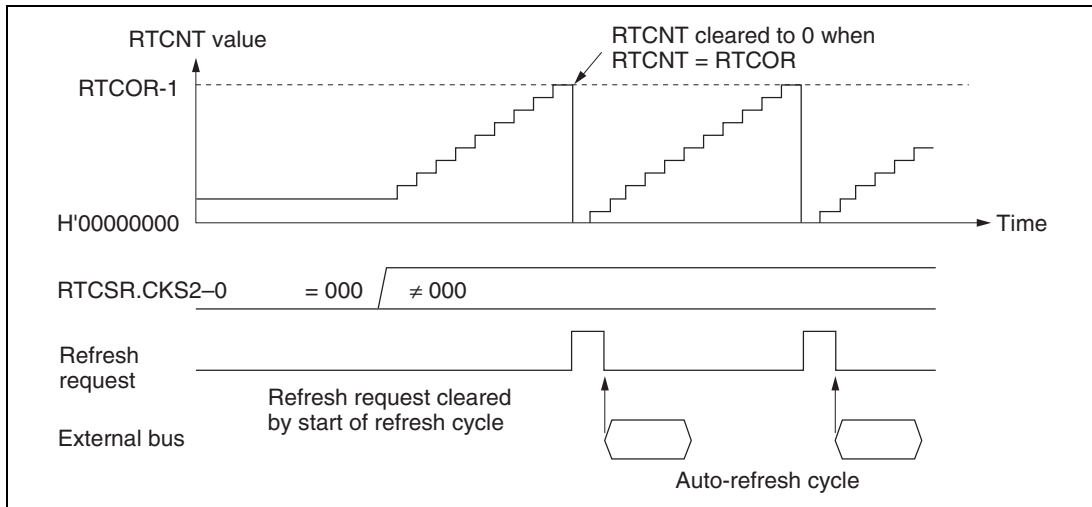 RTCNT value
RTCNT cleared to 0 when
RTCNT = RTCOR
RTCOR-1
H'00000000
Time
RTCSR.CKS2–0 = 000 ≠ 000
Refresh
request
Refresh request cleared
by start of refresh cycle
External bus
Auto-refresh cycle